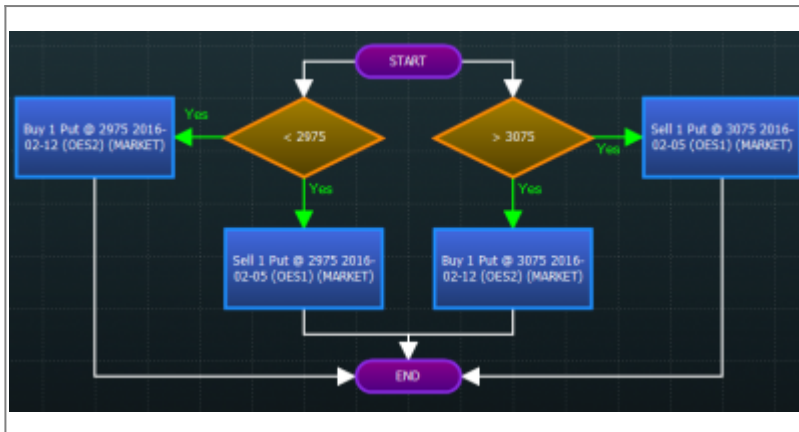 START
Yes
Buy 1 Put @ 2975 2016-
02-12 (OES2) (MARKET)
< 2975
> 3075
Yes
Sell 1 Put @ 3075 2016-
02-05 (OES1) (MARKET)
Yes
Yes
Sell 1 Put @ 2975 2016-
02-05 (OES1) (MARKET)
Buy 1 Put @ 3075 2016-
02-12 (OES2) (MARKET)
END